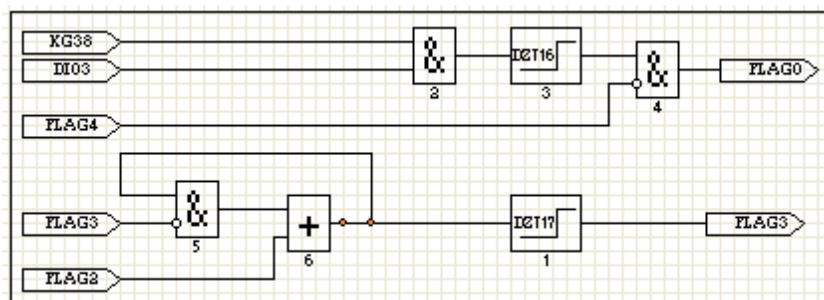 KG38
DI03
&
2
DZT16
3
&
4
FLAG0
FLAG4
FLAG3
&
5
+
6
DZT17
1
FLAG3
FLAG2